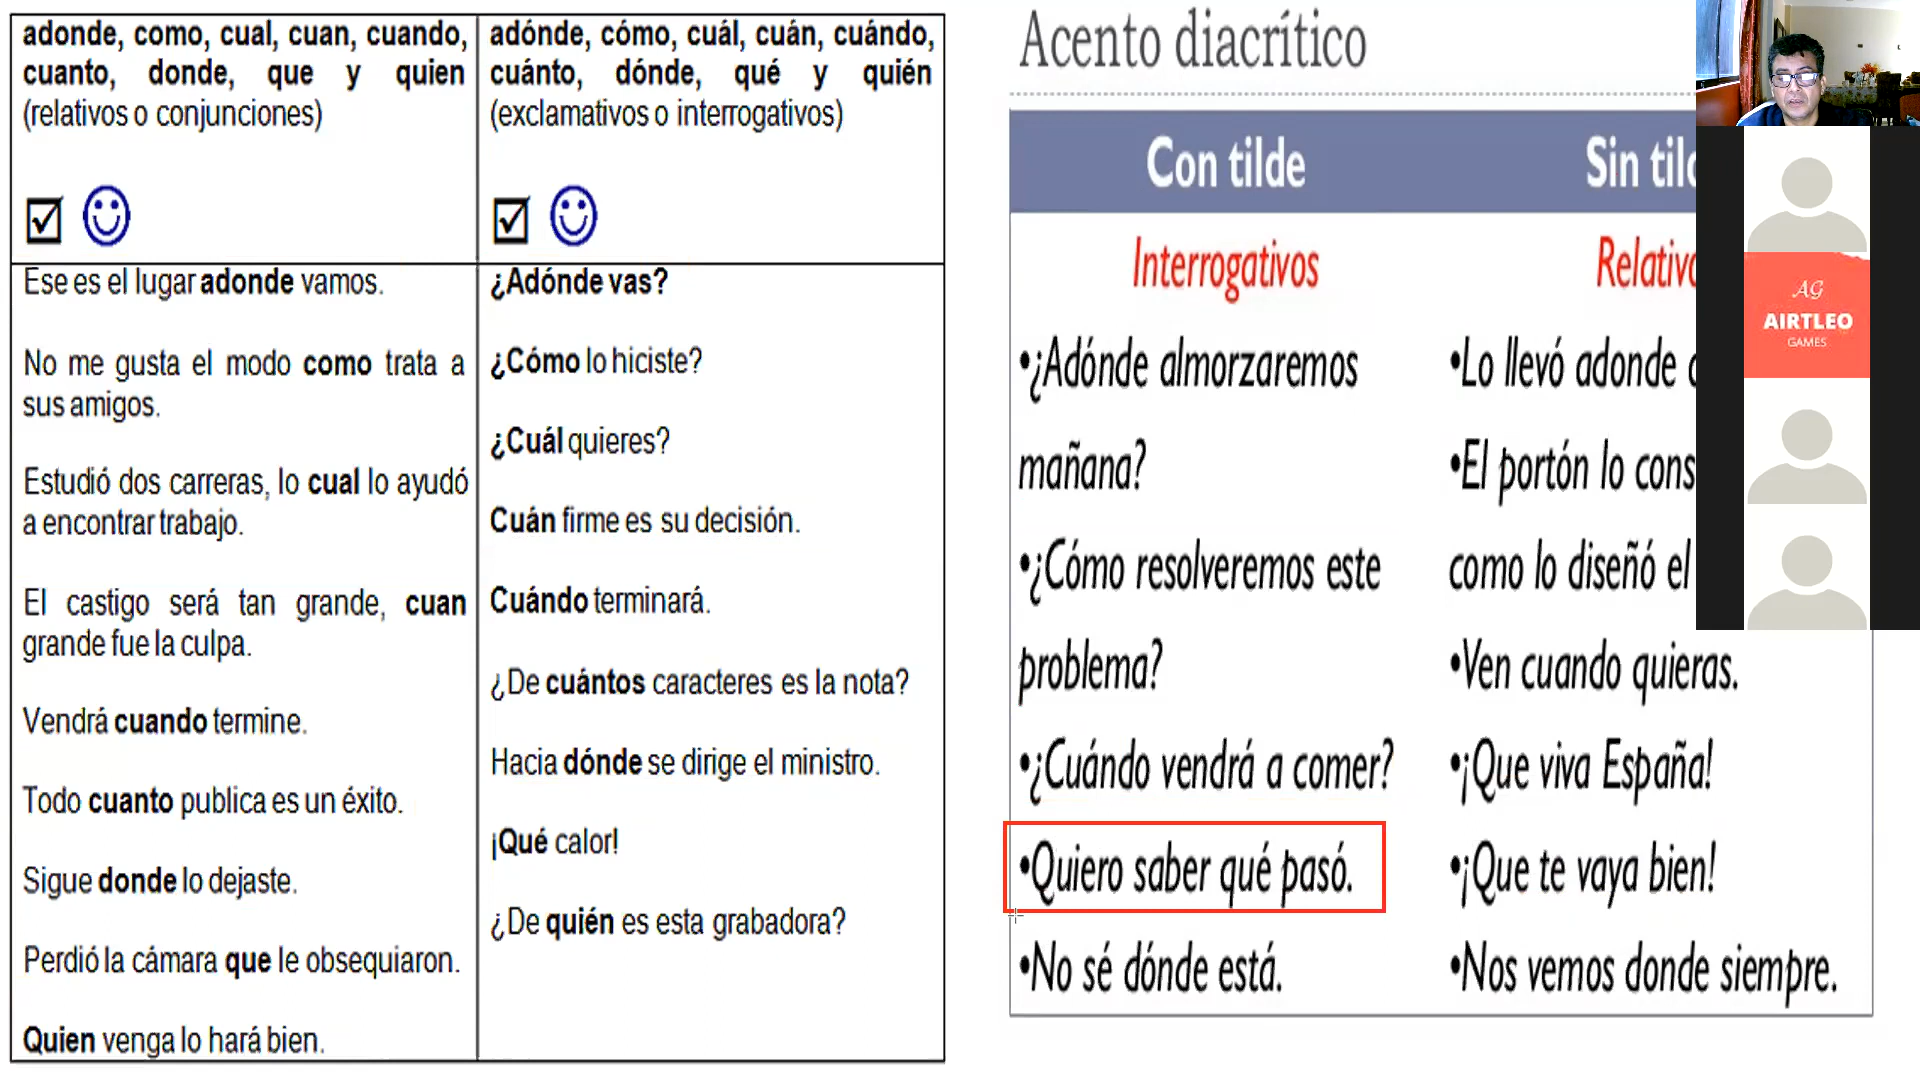 adonde, como, cual, cuan, cuando,
cuanto, donde, que y quien
(relativos o conjunciones)
Ese es el lugar adonde vamos.
No me gusta el modo como trata a
sus amigos.
Estudió dos carreras, lo cual lo ayudó
a encontrar trabajo.
El castigo será tan grande, cuan
grande fue la culpa.
Vendrá cuando termine.
Todo cuanto publica es un éxito.
Sigue donde lo dejaste.
Perdió la cámara que le obsequiaron.
Quien venga lo hará bien.
adónde, cómo, cuál, cuán, cuándo,
cuánto, dónde, qué y quién
(exclamativos o interrogativos)
¿Adónde vas?
¿Cómo lo hiciste?
¿Cuál quieres?
Cuán firme es su decisión.
Cuándo terminará.
¿De cuántos caracteres es la nota?
Hacia dónde se dirige el ministro.
¡Qué calor!
¿De quién es esta grabadora?
Acento diacrítico
Con tilde
Interrogativos
•¿Adónde almorzaremos
mañana?
•¿Cómo resolveremos este
problema?
•¿Cuándo vendrá a comer?
•Quiero saber qué pasó.
•No sé dónde está.
Sin
•Lo llevó adonde
•El portón lo
como lo diseñó el
•Ven cuando quieras.
•¡Que viva España!
•¡Que te vaya bien!
•Nos vemos donde siempre.
AG
AIRTLEO
GAMES